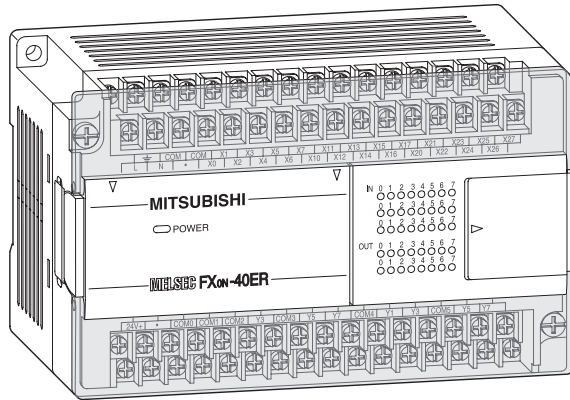 ⏚ COM COM X1 X3 X5 X7 X11 X13 X15 X17 X21 X23 X25 X27
L N • X0 X2 X4 X6 X10 X12 X14 X16 X20 X22 X24 X26
MITSUBISHI
POWER
MELSEC FX0N-40ER
IN 0 1 2 3 4 5 6 7
0 1 2 3 4 5 6 7
0 1 2 3 4 5 6 7
OUT 0 1 2 3 4 5 6 7
0 1 2 3 4 5 6 7
24V+ • COM0 COM1 COM2 Y3 COM3 Y5 Y7 COM4 Y1 Y3 COM5 Y5 Y7